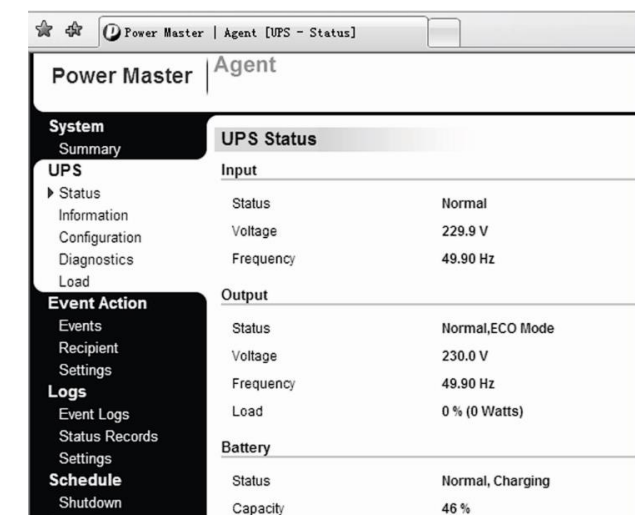 Power Master | Agent [UPS - Status]
Power Master | Agent
System
Summary
UPS
Status
Information
Configuration
Diagnostics
Load
Event Action
Events
Recipient
Settings
Logs
Event Logs
Status Records
Settings
Schedule
Shutdown
UPS Status
Input
Status Normal
Voltage 229.9 V
Frequency 49.90 Hz
Output
Status Normal,ECO Mode
Voltage 230.0 V
Frequency 49.90 Hz
Load 0 % (0 Watts)
Battery
Status Normal, Charging
Capacity 46 %